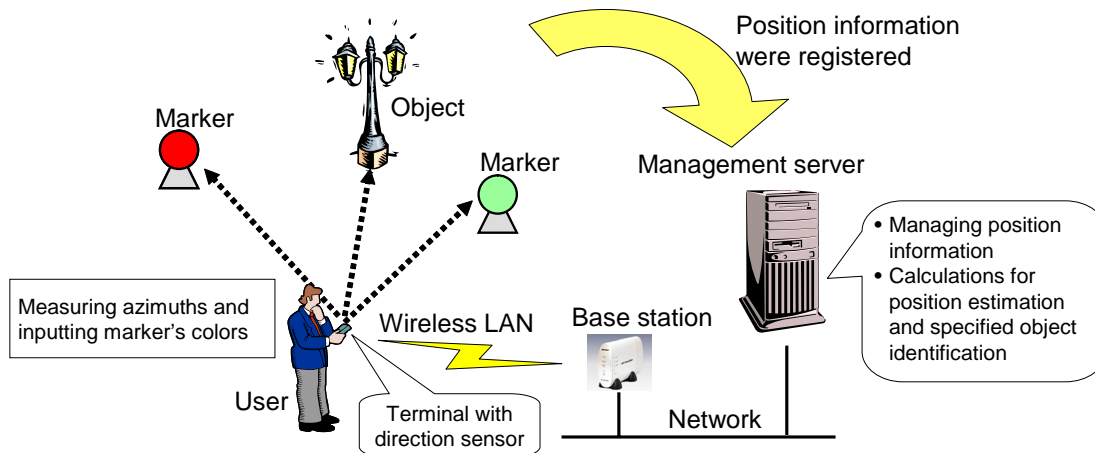 Position information
were registered
Object
Marker
Marker
Management server
• Managing position
information
• Calculations for
position estimation
and specified object
identification
Measuring azimuths and
inputting marker's colors
Wireless LAN
Base station
User
Terminal with
direction sensor
Network